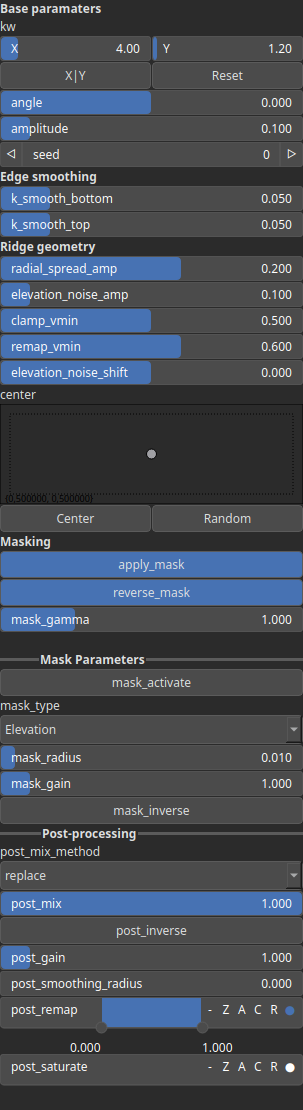 Base paramaters
kw
X 4.00 Y 1.20
X|Y Reset
angle 0.000
amplitude 0.100
seed 0
Edge smoothing
k_smooth_bottom 0.050
k_smooth_top 0.050
Ridge geometry
radial_spread_amp 0.200
elevation_noise_amp 0.100
clamp_vmin 0.500
remap_vmin 0.600
elevation_noise_shift 0.000
center
(0,500000, 0,500000)
Center Random
Masking
apply_mask
reverse_mask
mask_gamma 1.000
Mask Parameters
mask_activate
mask_type
Elevation
mask_radius 0.010
mask_gain 1.000
mask_inverse
Post-processing
post_mix_method
replace
post_mix 1.000
post_inverse
post_gain 1.000
post_smoothing_radius 0.000
post_remap - Z A C R
0.000 1.000
post_saturate - Z A C R